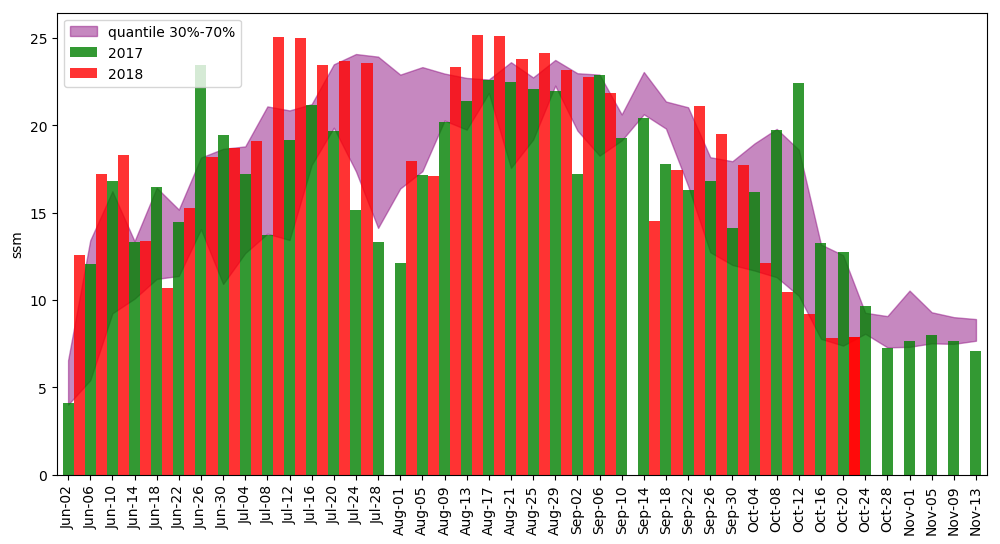 quantile 30%-70%
2017
2018
25
20
15
10
5
0
ssm
Jun-02
Jun-06
Jun-10
Jun-14
Jun-18
Jun-22
Jun-26
Jun-30
Jul-04
Jul-08
Jul-12
Jul-16
Jul-20
Jul-24
Jul-28
Aug-01
Aug-05
Aug-09
Aug-13
Aug-17
Aug-21
Aug-25
Aug-29
Sep-02
Sep-06
Sep-10
Sep-14
Sep-18
Sep-22
Sep-26
Sep-30
Oct-04
Oct-08
Oct-12
Oct-16
Oct-20
Oct-24
Oct-28
Nov-01
Nov-05
Nov-09
Nov-13